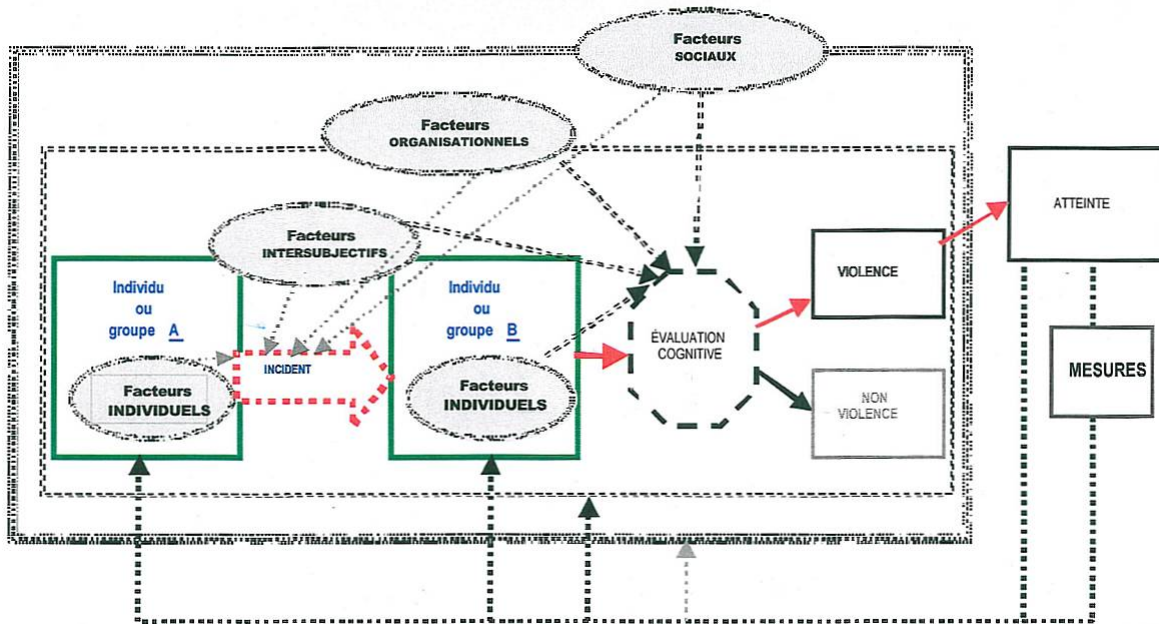 Facteurs
SOCIAUX
Facteurs
ORGANISATIONNELS
Facteurs
INTERSUBJECTIFS
Individu
ou
groupe A
Facteurs
INDIVIDUELS
INCIDENT
Individu
ou
groupe B
Facteurs
INDIVIDUELS
ÉVALUATION
COGNITIVE
VIOLENCE
NON
VIOLENCE
ATTEINTE
MESURES